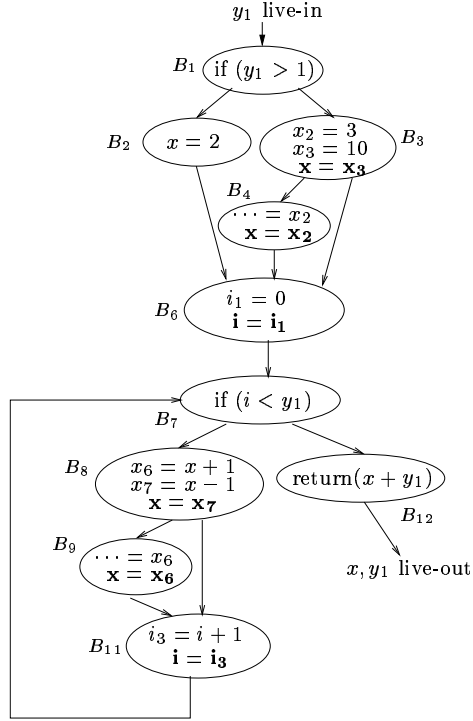 y₁ live-in
B₁
if (y₁ > 1)
B₂
x = 2
x₂ = 3
x₃ = 10
x = x₃
B₃
B₄
⋯ = x₂
x = x₂
B₆
i₁ = 0
i = i₁
if (i < y₁)
B₇
B₈
x₆ = x + 1
x₇ = x − 1
x = x₇
return(x + y₁)
B₁₂
B₉
⋯ = x₆
x = x₆
x, y₁ live-out
B₁₁
i₃ = i + 1
i = i₃